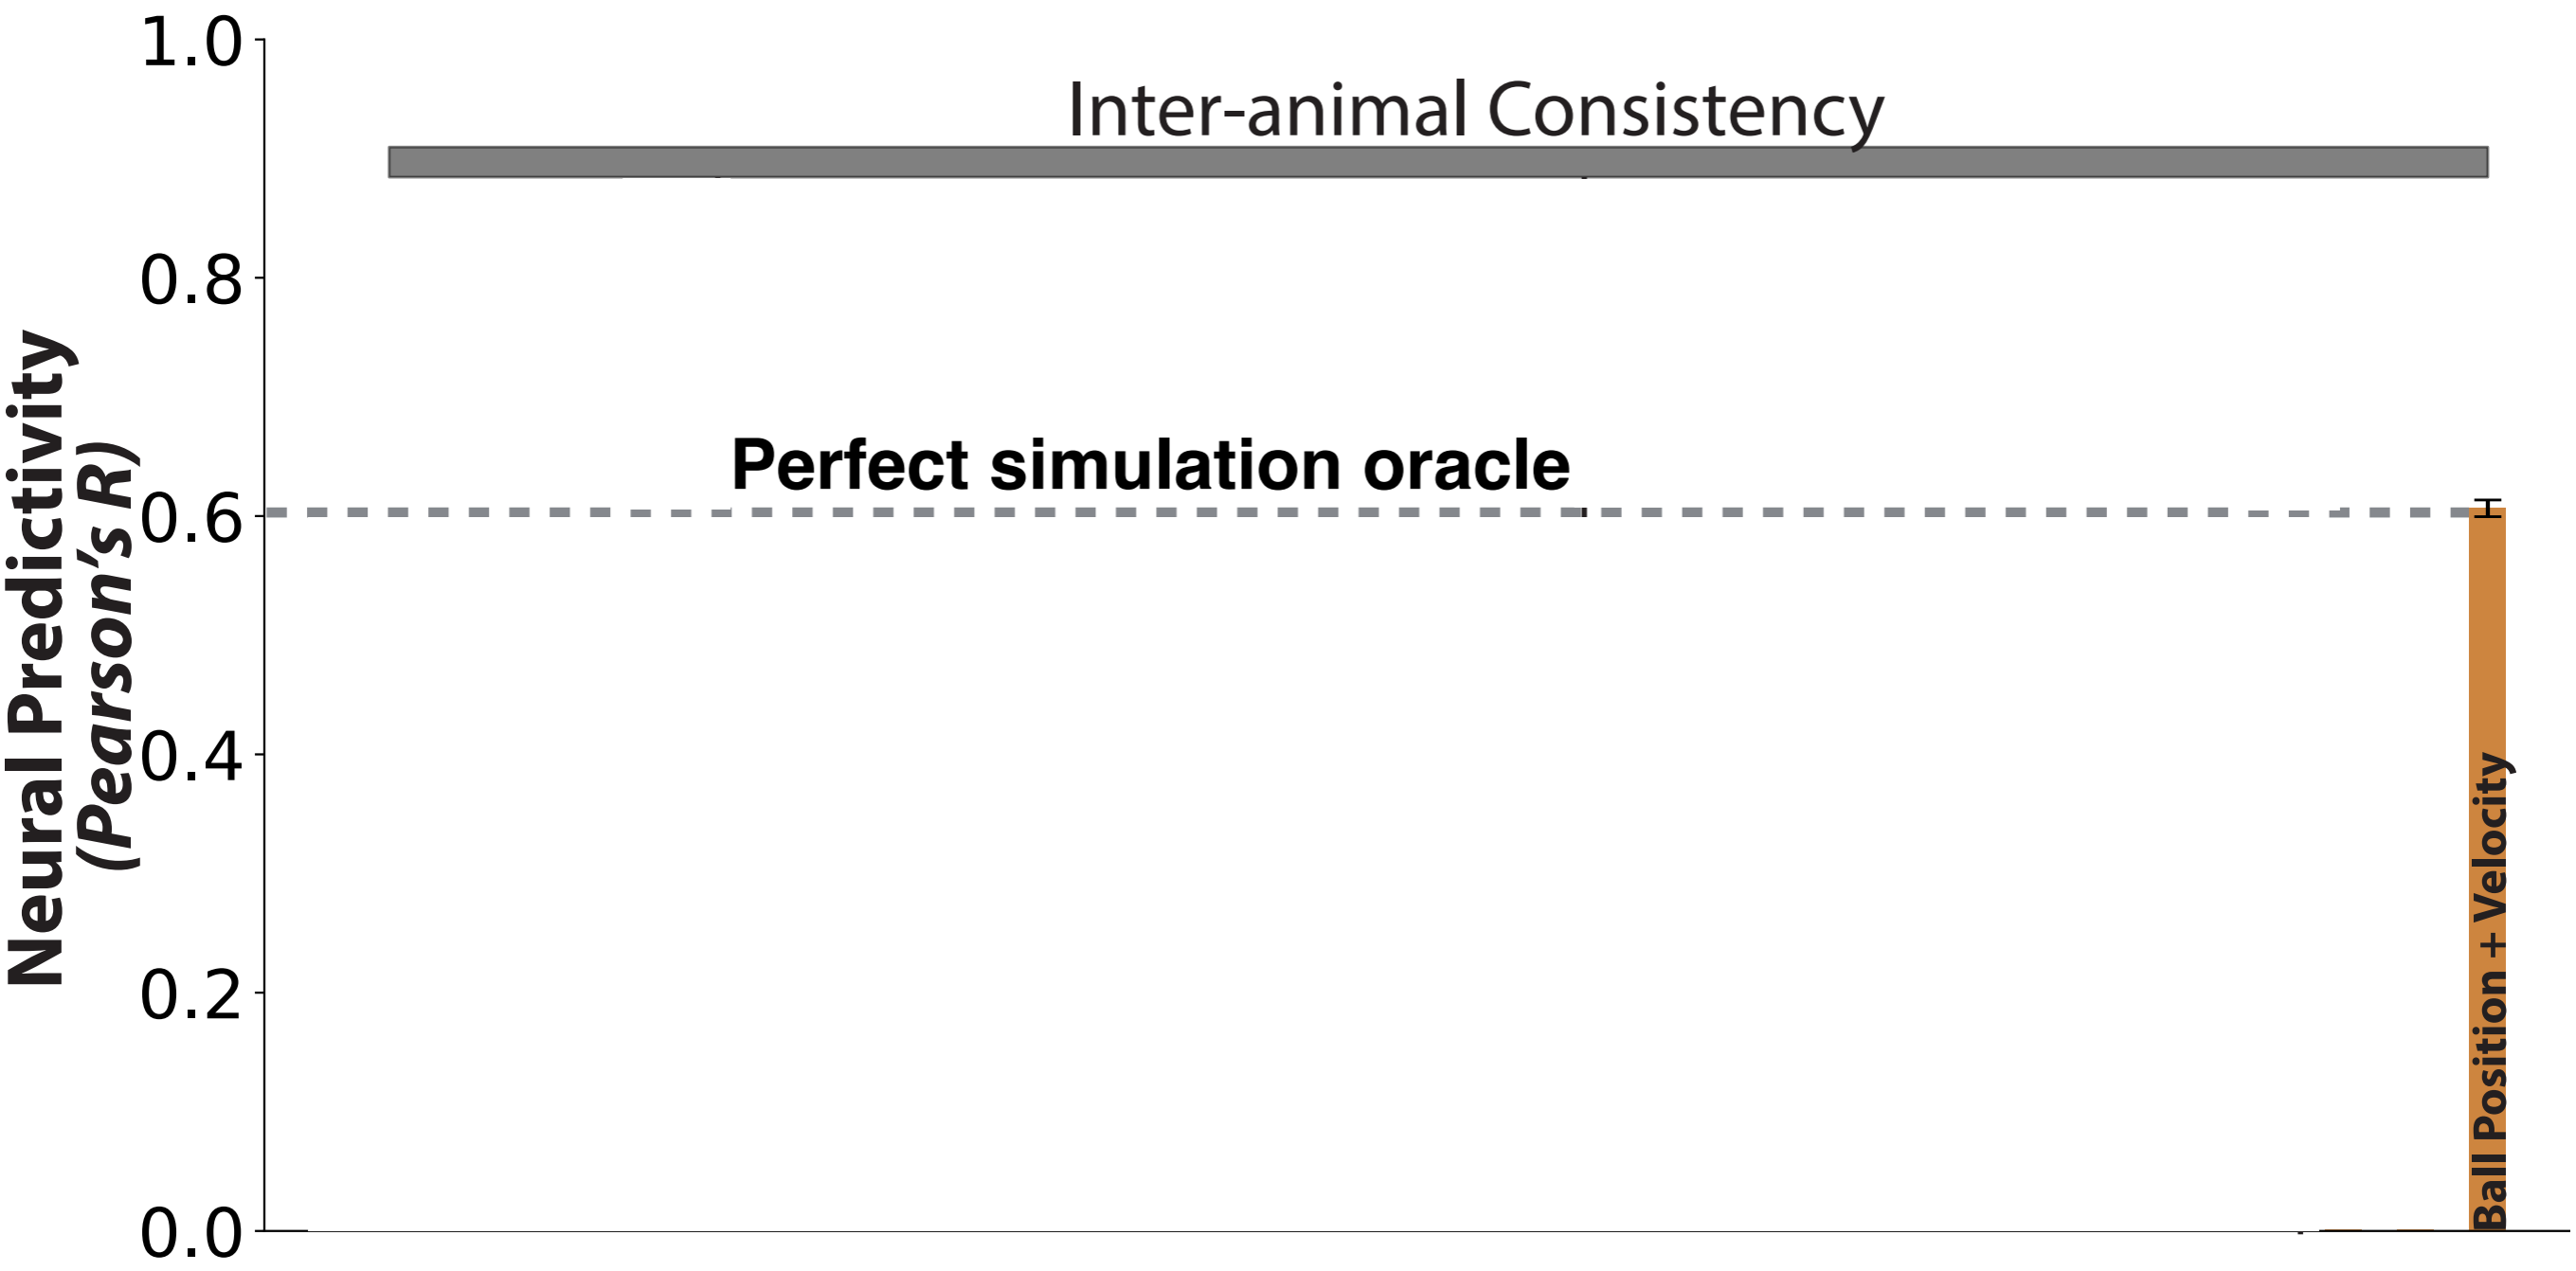 Neural Predictivity
(Pearson's R)
1.0
0.8
0.6
0.4
0.2
0.0
Inter-animal Consistency
Perfect simulation oracle
Ball Position + Velocity